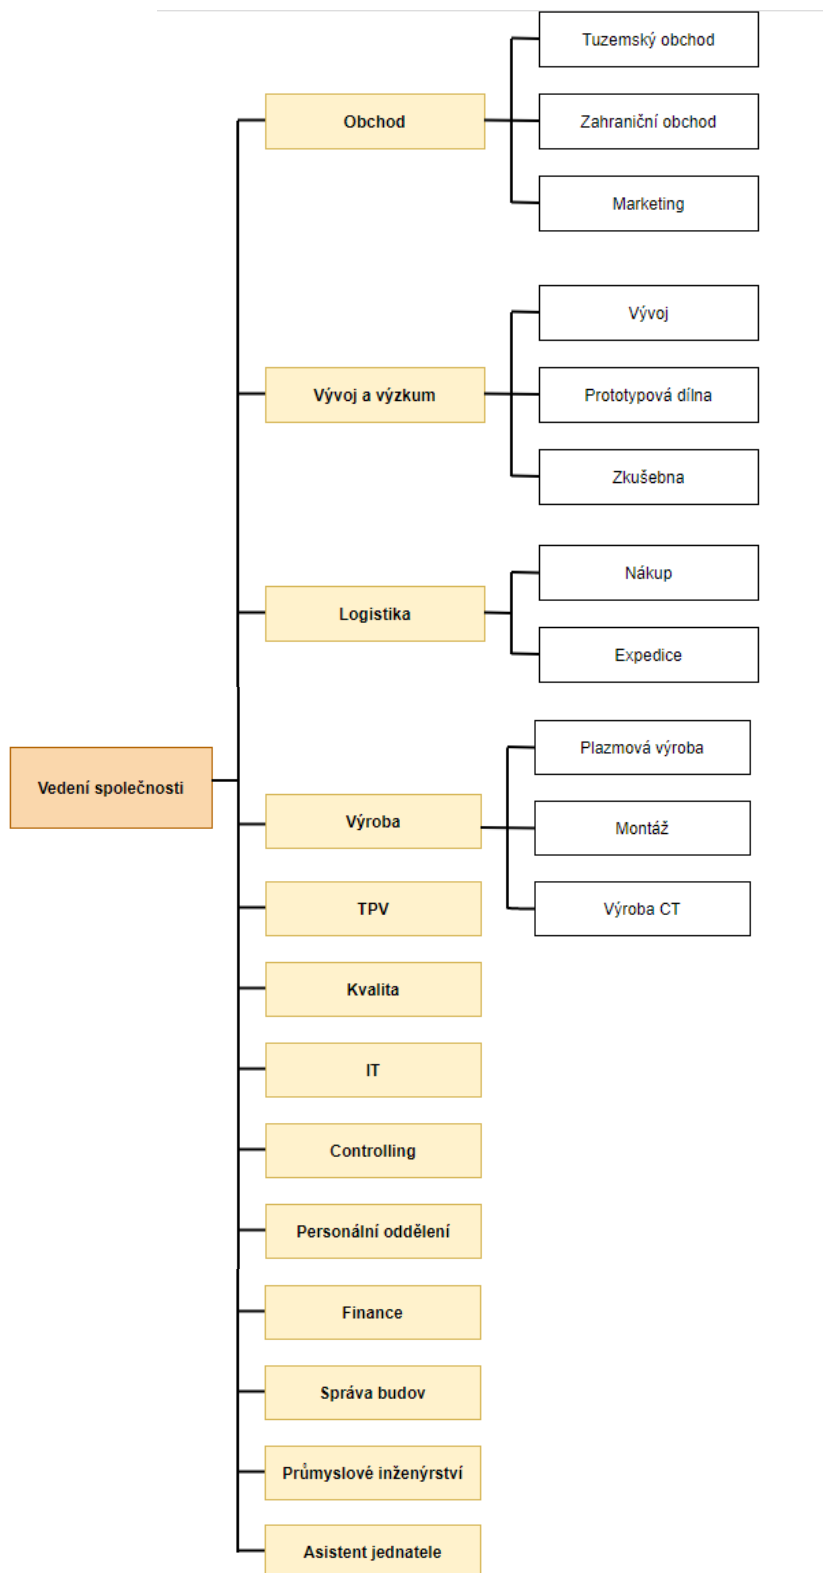 Tuzemský obchod
Obchod
Zahraniční obchod
Marketing
Vývoj
Vývoj a výzkum
Prototypová dílna
Zkušebna
Nákup
Logistika
Expedice
Vedení společnosti
Plazmová výroba
Výroba
Montáž
TPV
Výroba CT
Kvalita
IT
Controlling
Personální oddělení
Finance
Správa budov
Průmyslové inženýrství
Asistent jednatele